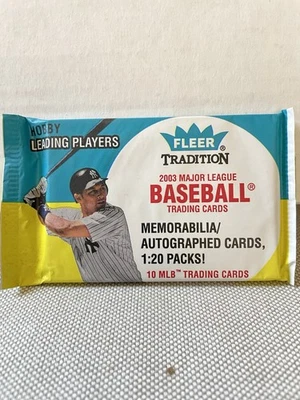 HOBBY
LEADING PLAYERS
FLEER
TRADITION®
2003 MAJOR LEAGUE
BASEBALL®
TRADING CARDS
MEMORABILIA/
AUTOGRAPHED CARDS,
1:20 PACKS!
10 MLB™ TRADING CARDS